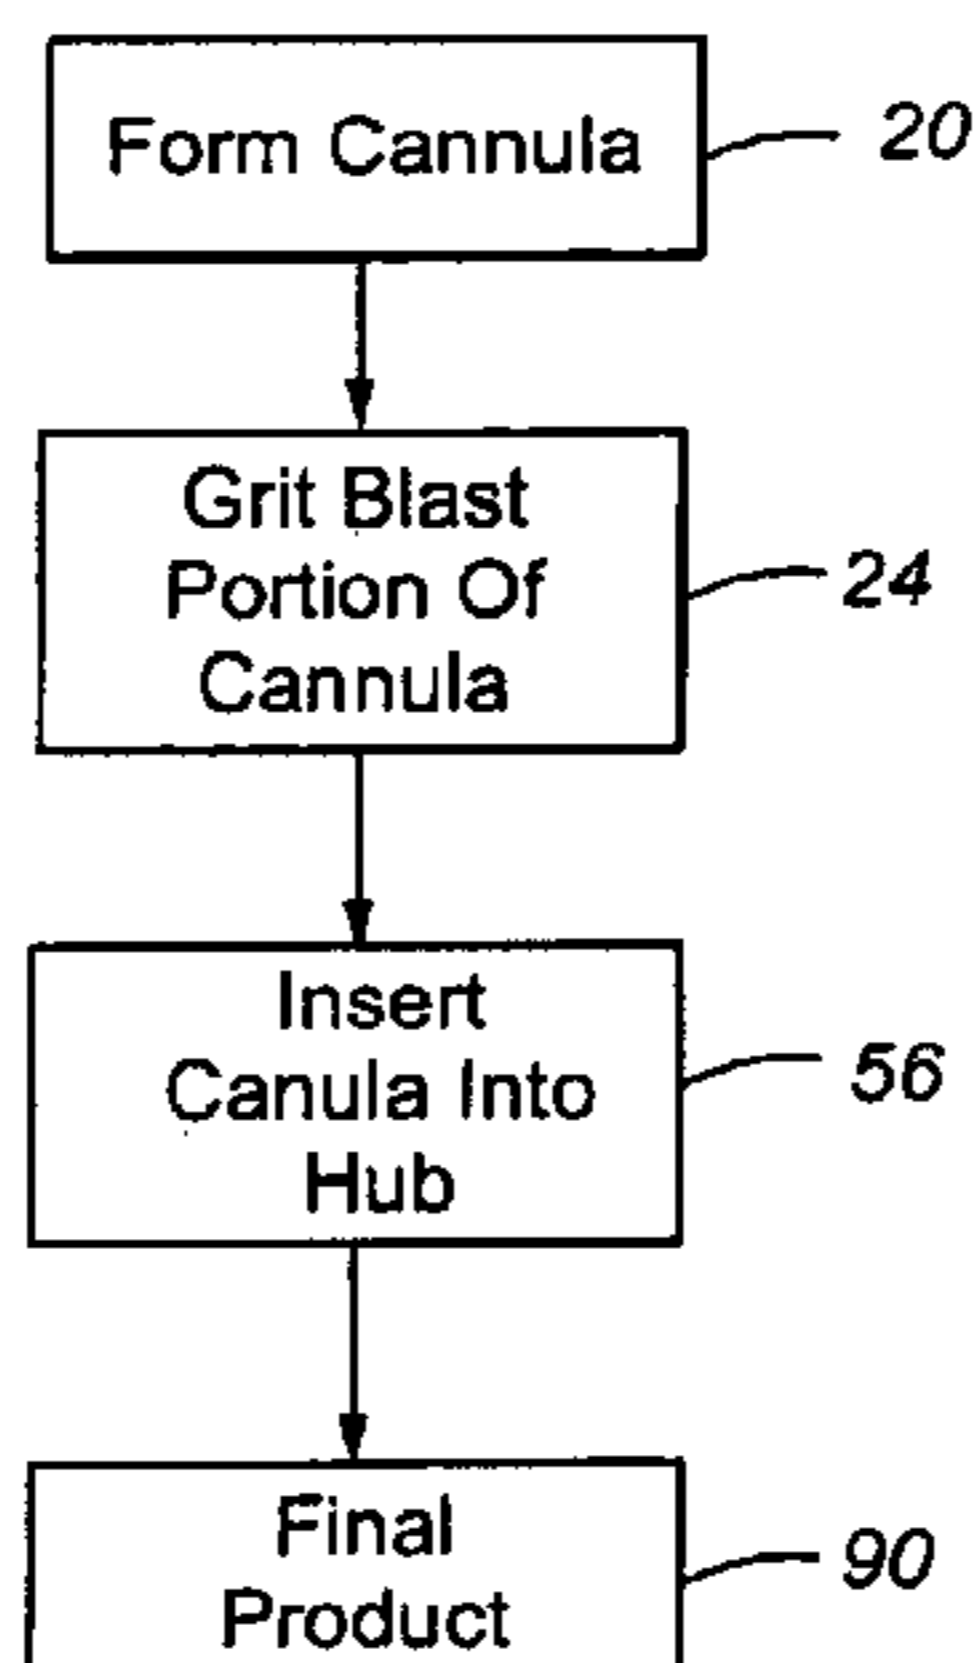 Form Cannula
20
Grit Blast
Portion Of
Cannula
24
Insert
Canula Into
Hub
56
Final
Product
90